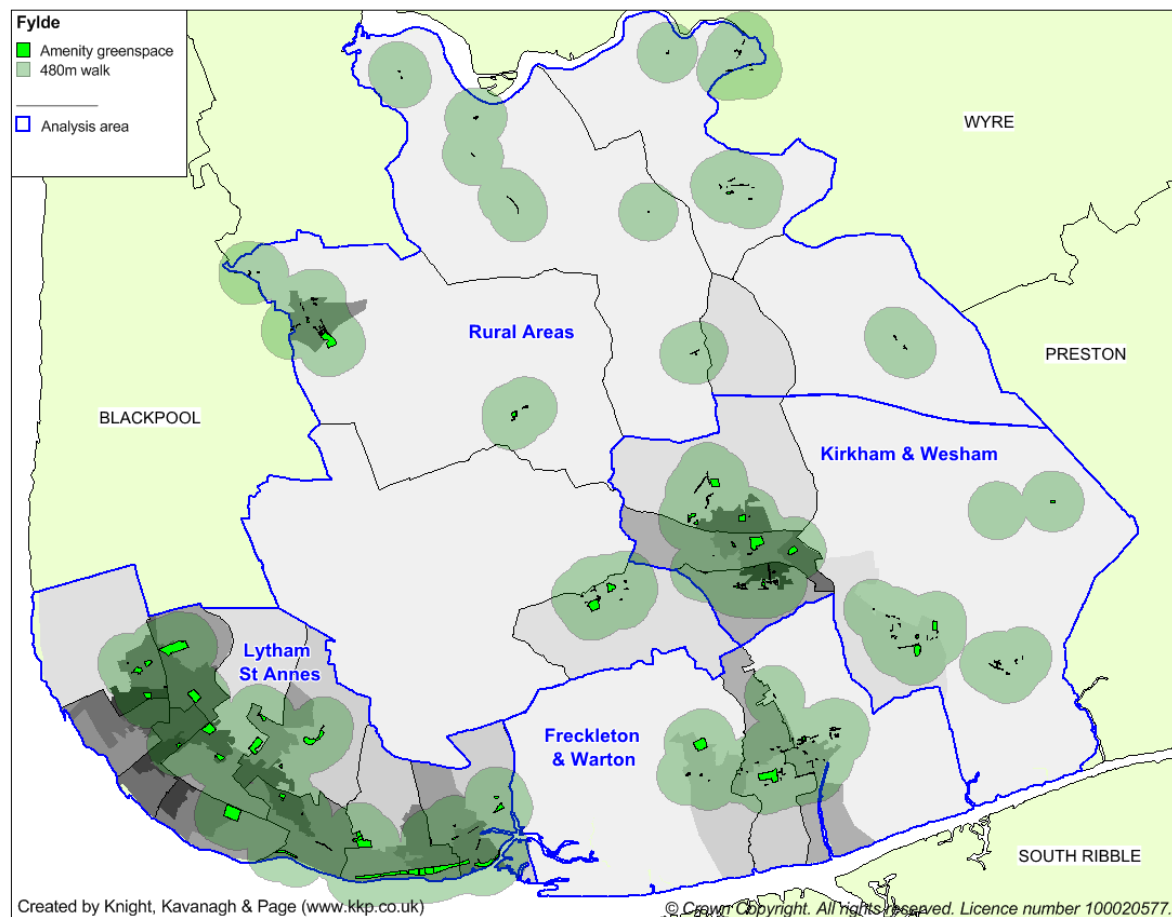 Fylde
Amenity greenspace
480m walk
Analysis area
WYRE
Rural Areas
PRESTON
BLACKPOOL
Kirkham & Wesham
Lytham
St Annes
Freckleton
& Warton
SOUTH RIBBLE
Created by Knight, Kavanagh & Page (www.kkp.co.uk)
© Crown Copyright. All rights reserved. Licence number 100020577.